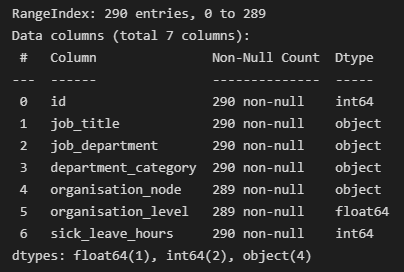 RangeIndex: 290 entries, 0 to 289
Data columns (total 7 columns):
 #   Column               Non-Null Count  Dtype
---  ------               --------------  -----
 0   id                   290 non-null    int64
 1   job_title            290 non-null    object
 2   job_department       290 non-null    object
 3   department_category  290 non-null    object
 4   organisation_node    289 non-null    object
 5   organisation_level   289 non-null    float64
 6   sick_leave_hours     290 non-null    int64
dtypes: float64(1), int64(2), object(4)